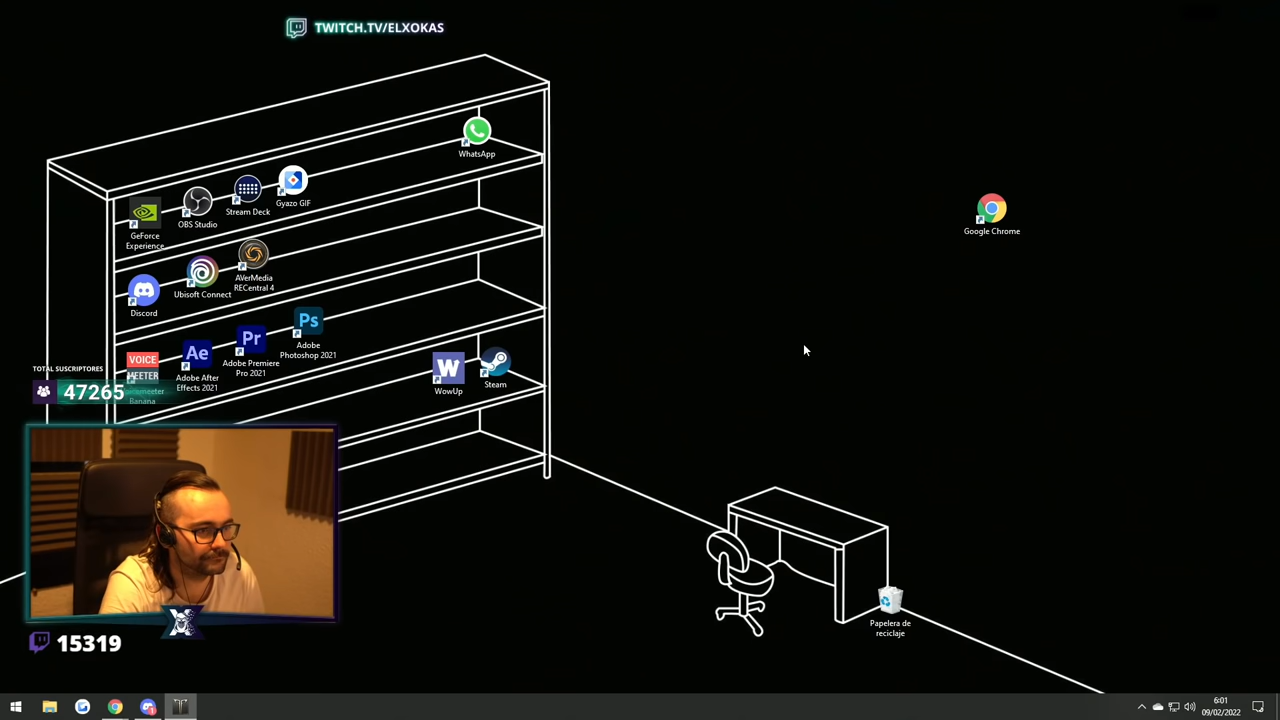 TWITCH.TV/ELXOKAS
WhatsApp
Gyazo GIF
Stream Deck
OBS Studio
GeForce
Experience
Google Chrome
AVerMedia
RECentral 4
Ubisoft Connect
Discord
Ps
Adobe
Photoshop 2021
Pr
Adobe Premiere
Pro 2021
Ae
Adobe After
Effects 2021
VOICE
MEETER
Banana
W
WowUp
Steam
TOTAL SUSCRIPTORES
47265
15319
Papelera de
reciclaje
6:01
09/02/2022